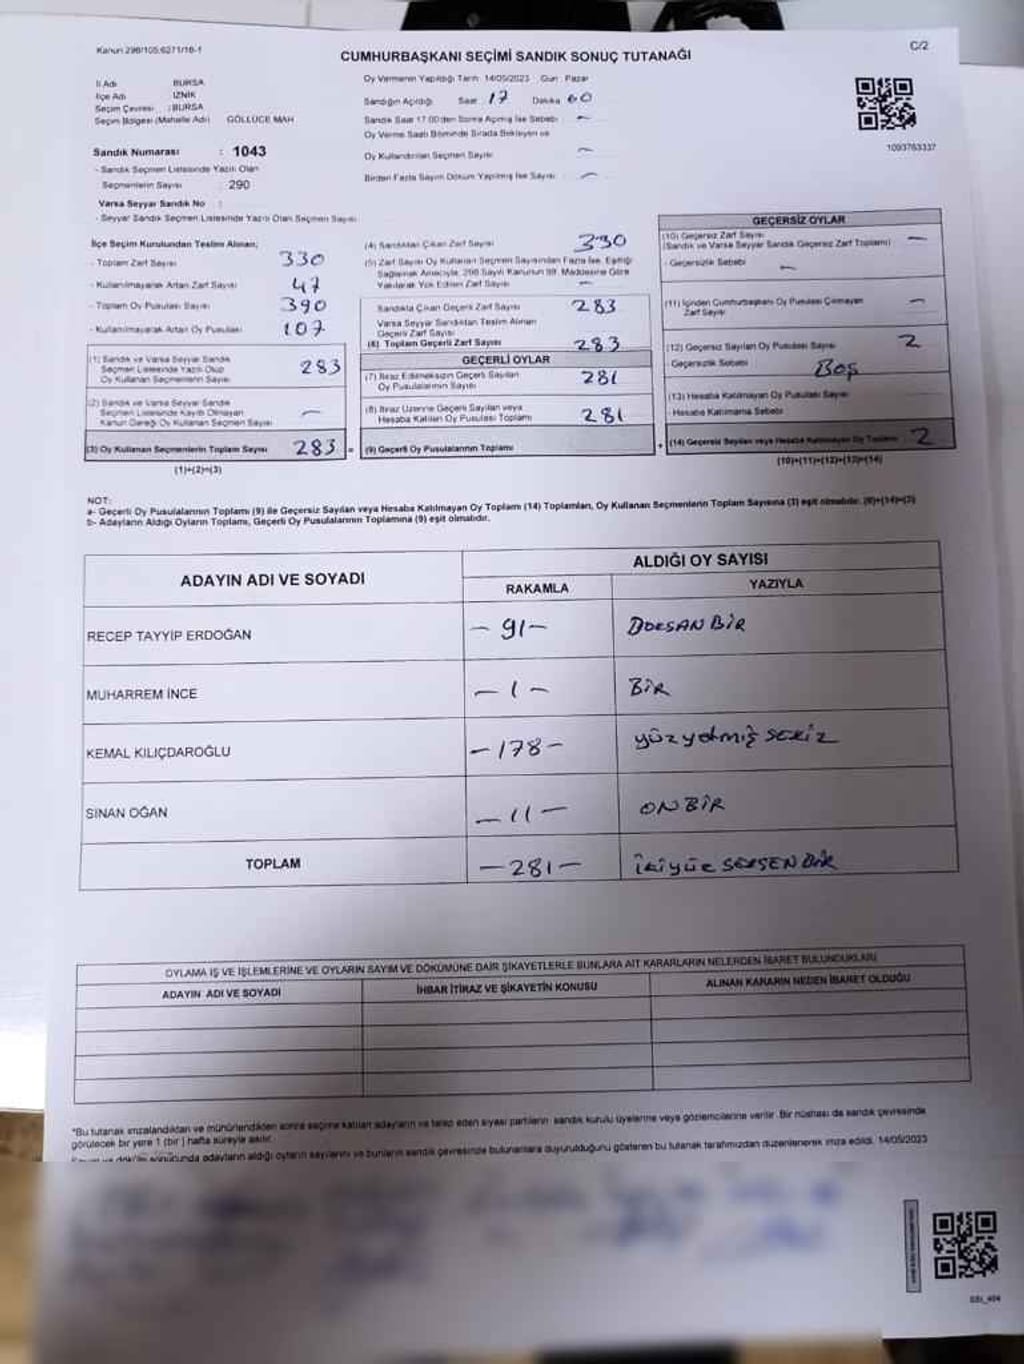 Kanun 298/105,6271/16-1
C/2
CUMHURBAŞKANI SEÇİMİ SANDIK SONUÇ TUTANAĞI
İl Adı BURSA
İlçe Adı IZNIK
Seçim Çevresi : BURSA
Seçim Bölgesi (Mahalle Adı) GÖLLÜCE MAH
Oy Vermenin Yapıldığı Tarih 14/05/2023 Gün Pazar
Sandığın Açıldığı Saat 17 Dakika 00
Sandık Saat 17.00'den Sonra Açılmış İse Sebebi –
Oy Verme Saati Bitiminde Sırada Bekleyen ve
Oy Kullandırılan Seçmen Sayısı –
Birden Fazla Sayım Döküm Yapılmış İse Sayısı –
1093763337
Sandık Numarası : 1043
- Sandık Seçmen Listesinde Yazılı Olan
Seçmenlerin Sayısı : 290
Varsa Seyyar Sandık No :
- Seyyar Sandık Seçmen Listesinde Yazılı Olan Seçmen Sayısı
İlçe Seçim Kurulundan Teslim Alınan;
- Toplam Zarf Sayısı 330
- Kullanılmayarak Artan Zarf Sayısı 47
- Toplam Oy Pusulası Sayısı 390
- Kullanılmayarak Artan Oy Pusulası 107
(1) Sandık ve Varsa Seyyar Sandık
Seçmen Listesinde Yazılı Olup
Oy Kullanan Seçmenlerin Sayısı 283
(2) Sandık ve Varsa Seyyar Sandık
Seçmen Listesinde Kayıtlı Olmayan
Kanun Gereği Oy Kullanan Seçmen Sayısı –
(3) Oy Kullanan Seçmenlerin Toplam Sayısı 283 =
(1)+(2)=(3)
(4) Sandıktan Çıkan Zarf Sayısı 330
(5) Zarf Sayısı Oy Kullanan Seçmen Sayısından Fazla İse, Eşitliği
Sağlamak Amacıyla, 298 Sayılı Kanunun 98. Maddesine Göre
Yakılarak Yok Edilen Zarf Sayısı –
Sandıkta Çıkan Geçerli Zarf Sayısı 283
Varsa Seyyar Sandıktan Teslim Alınan
Geçerli Zarf Sayısı
(6) Toplam Geçerli Zarf Sayısı 283
GEÇERLİ OYLAR
(7) İtiraz Edilmeksizin Geçerli Sayılan
Oy Pusulalarının Sayısı 281
(8) İtiraz Üzerine Geçerli Sayılan veya
Hesaba Katılan Oy Pusulası Toplamı 281
(9) Geçerli Oy Pusulalarının Toplamı +
GEÇERSİZ OYLAR
(10) Geçersiz Zarf Sayısı
(Sandık ve Varsa Seyyar Sandık Geçersiz Zarf Toplamı) –
- Geçersizlik Sebebi –
(11) İçinden Cumhurbaşkanı Oy Pusulası Çıkmayan
Zarf Sayısı –
(12) Geçersiz Sayılan Oy Pusulası Sayısı 2
- Geçersizlik Sebebi Boş
(13) Hesaba Katılmayan Oy Pusulası Sayısı
Hesaba Katılmama Sebebi
(14) Geçersiz Sayılan veya Hesaba Katılmayan Oy Toplamı 2
(10)+(11)+(12)+(13)=(14)
NOT:
a- Geçerli Oy Pusulalarının Toplamı (9) ile Geçersiz Sayılan veya Hesaba Katılmayan Oy Toplamı (14) Toplamları, Oy Kullanan Seçmenlerin Toplam Sayısına (3) eşit olmalıdır. (9)+(14)=(3)
b- Adayların Aldığı Oyların Toplamı, Geçerli Oy Pusulalarının Toplamına (9) eşit olmalıdır.
ADAYIN ADI VE SOYADI
ALDIĞI OY SAYISI
RAKAMLA YAZIYLA
RECEP TAYYİP ERDOĞAN – 91 – DOKSAN BİR
MUHARREM İNCE – 1 – BİR
KEMAL KILIÇDAROĞLU – 178 – yüzyetmiş sekiz
SİNAN OĞAN – 11 – ON BİR
TOPLAM – 281 – İkiyüz SEKSEN BİR
OYLAMA İŞ VE İŞLEMLERİNE VE OYLARIN SAYIM VE DÖKÜMÜNE DAİR ŞİKAYETLERLE BUNLARA AİT KARARLARIN NELERDEN İBARET BULUNDUKLARI
ADAYIN ADI VE SOYADI
İHBAR İTİRAZ VE ŞİKAYETİN KONUSU
ALINAN KARARIN NEDEN İBARET OLDUĞU
*Bu tutanak imzalandıktan ve mühürlendikten sonra seçime katılan adayların ve talep eden siyasi partilerin sandık kurulu üyelerine veya gözlemcilerine verilir. Bir nüshası da sandık çevresinde
görülecek bir yere 1 (bir) hafta süreyle asılır.
sonucunda adayların aldığı oyların sayılarını ve bunların sandık çevresinde bulunanlara duyurulduğunu gösteren bu tutanak tarafımızdan düzenlenerek imza edildi. 14/05/2023